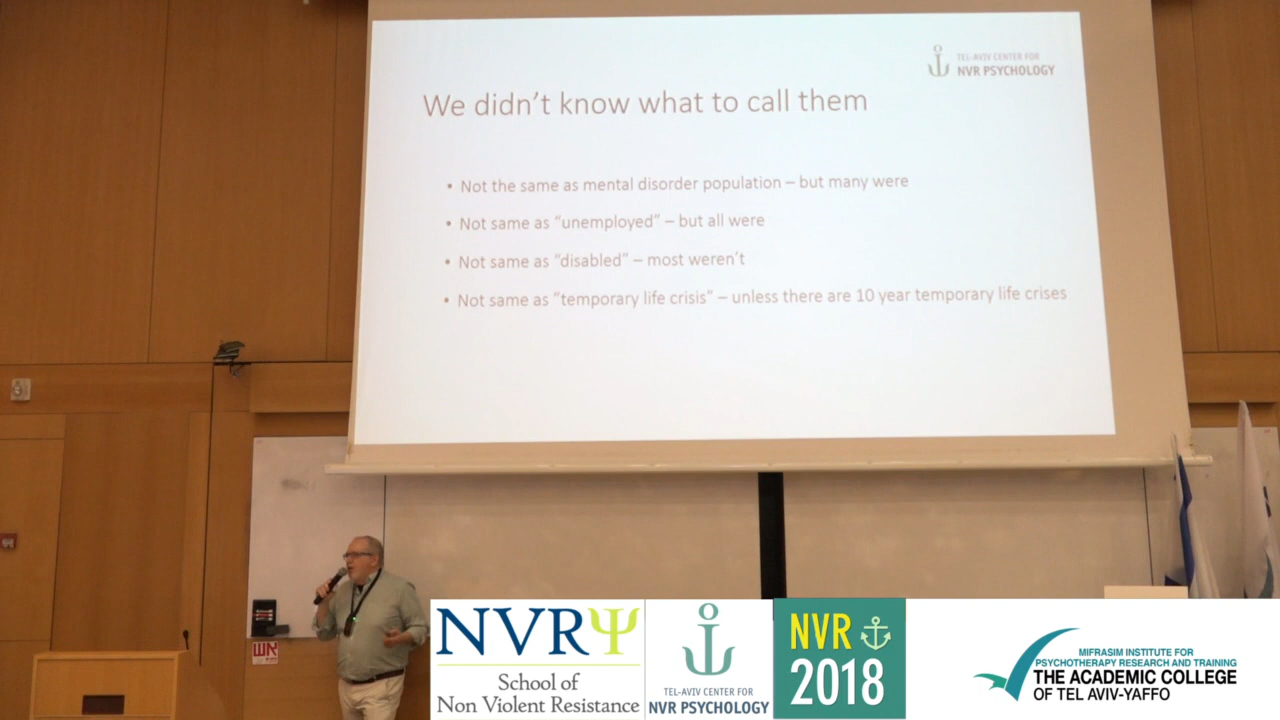 TEL-AVIV CENTER FOR
NVR PSYCHOLOGY
We didn't know what to call them
• Not the same as mental disorder population – but many were
• Not same as "unemployed" – but all were
• Not same as "disabled" – most weren't
• Not same as "temporary life crisis" – unless there are 10 year temporary life crises
אש
NVRΨ
School of
Non Violent Resistance
TEL-AVIV CENTER FOR
NVR PSYCHOLOGY
NVR
2018
MIFRASIM INSTITUTE FOR
PSYCHOTHERAPY RESEARCH AND TRAINING
THE ACADEMIC COLLEGE
OF TEL AVIV-YAFFO